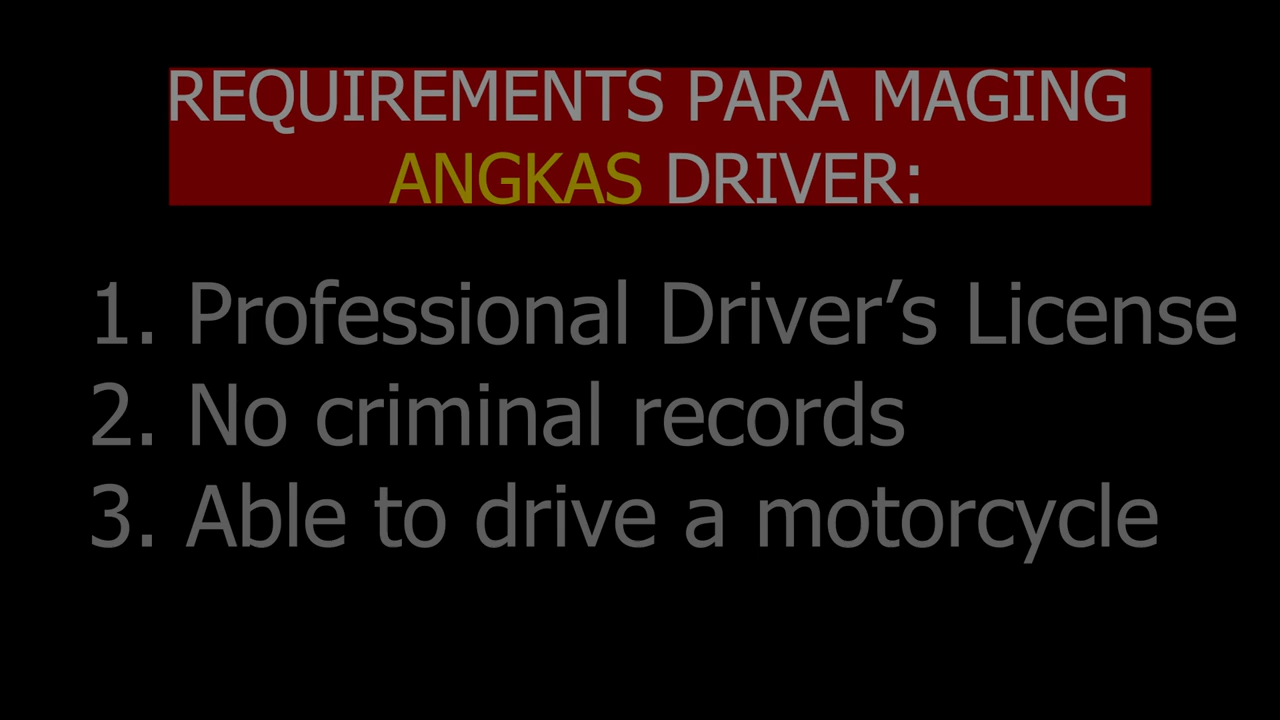 REQUIREMENTS PARA MAGING
ANGKAS DRIVER:
1. Professional Driver’s License
2. No criminal records
3. Able to drive a motorcycle